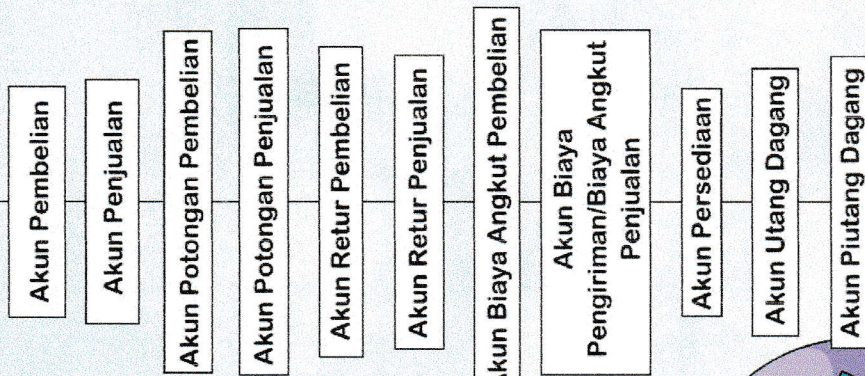 Akun Pembelian
Akun Penjualan
Akun Potongan Pembelian
Akun Potongan Penjualan
Akun Retur Pembelian
Akun Retur Penjualan
Akun Biaya Angkut Pembelian
Akun Biaya
Pengiriman/Biaya Angkut
Penjualan
Akun Persediaan
Akun Utang Dagang
Akun Piutang Dagang